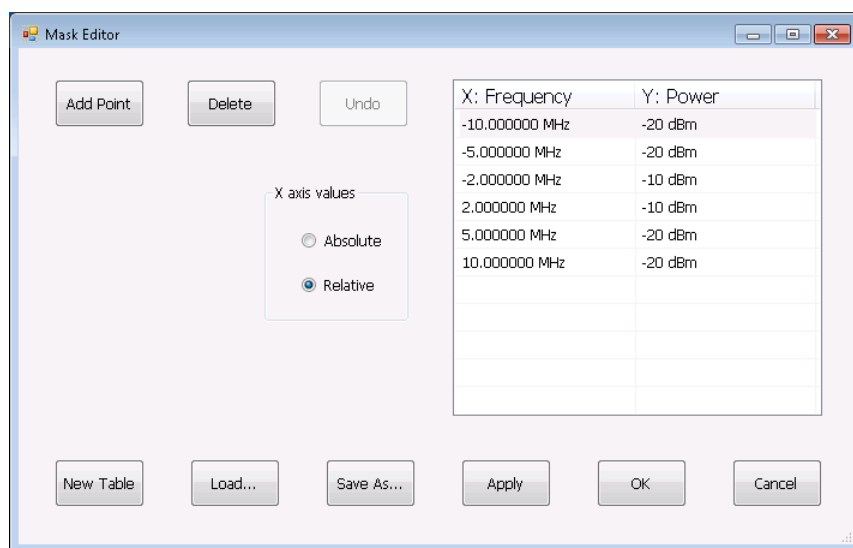 Mask Editor
Add Point Delete Undo
X: Frequency Y: Power
-10.000000 MHz -20 dBm
-5.000000 MHz -20 dBm
-2.000000 MHz -10 dBm
2.000000 MHz -10 dBm
5.000000 MHz -20 dBm
10.000000 MHz -20 dBm
X axis values
Absolute
Relative
New Table Load... Save As... Apply OK Cancel